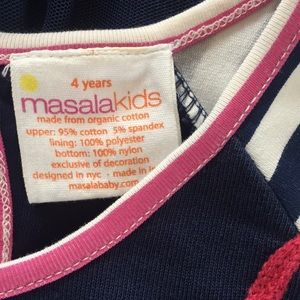 4 years
masalakids
made from organic cotton
upper: 95% cotton 5% spandex
lining: 100% polyester
bottom: 100% nylon
exclusive of decoration
designed in nyc - made in
masalababy.com